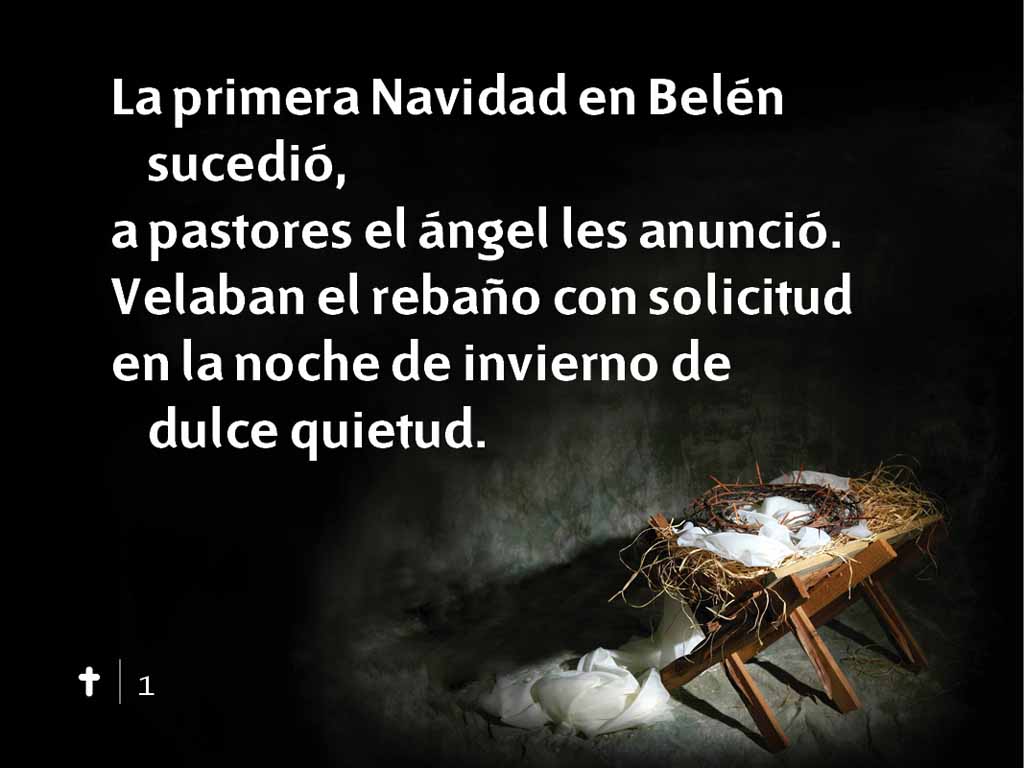 La primera Navidad en Belén
sucedió,
a pastores el ángel les anunció.
Velaban el rebaño con solicitud
en la noche de invierno de
dulce quietud.
1